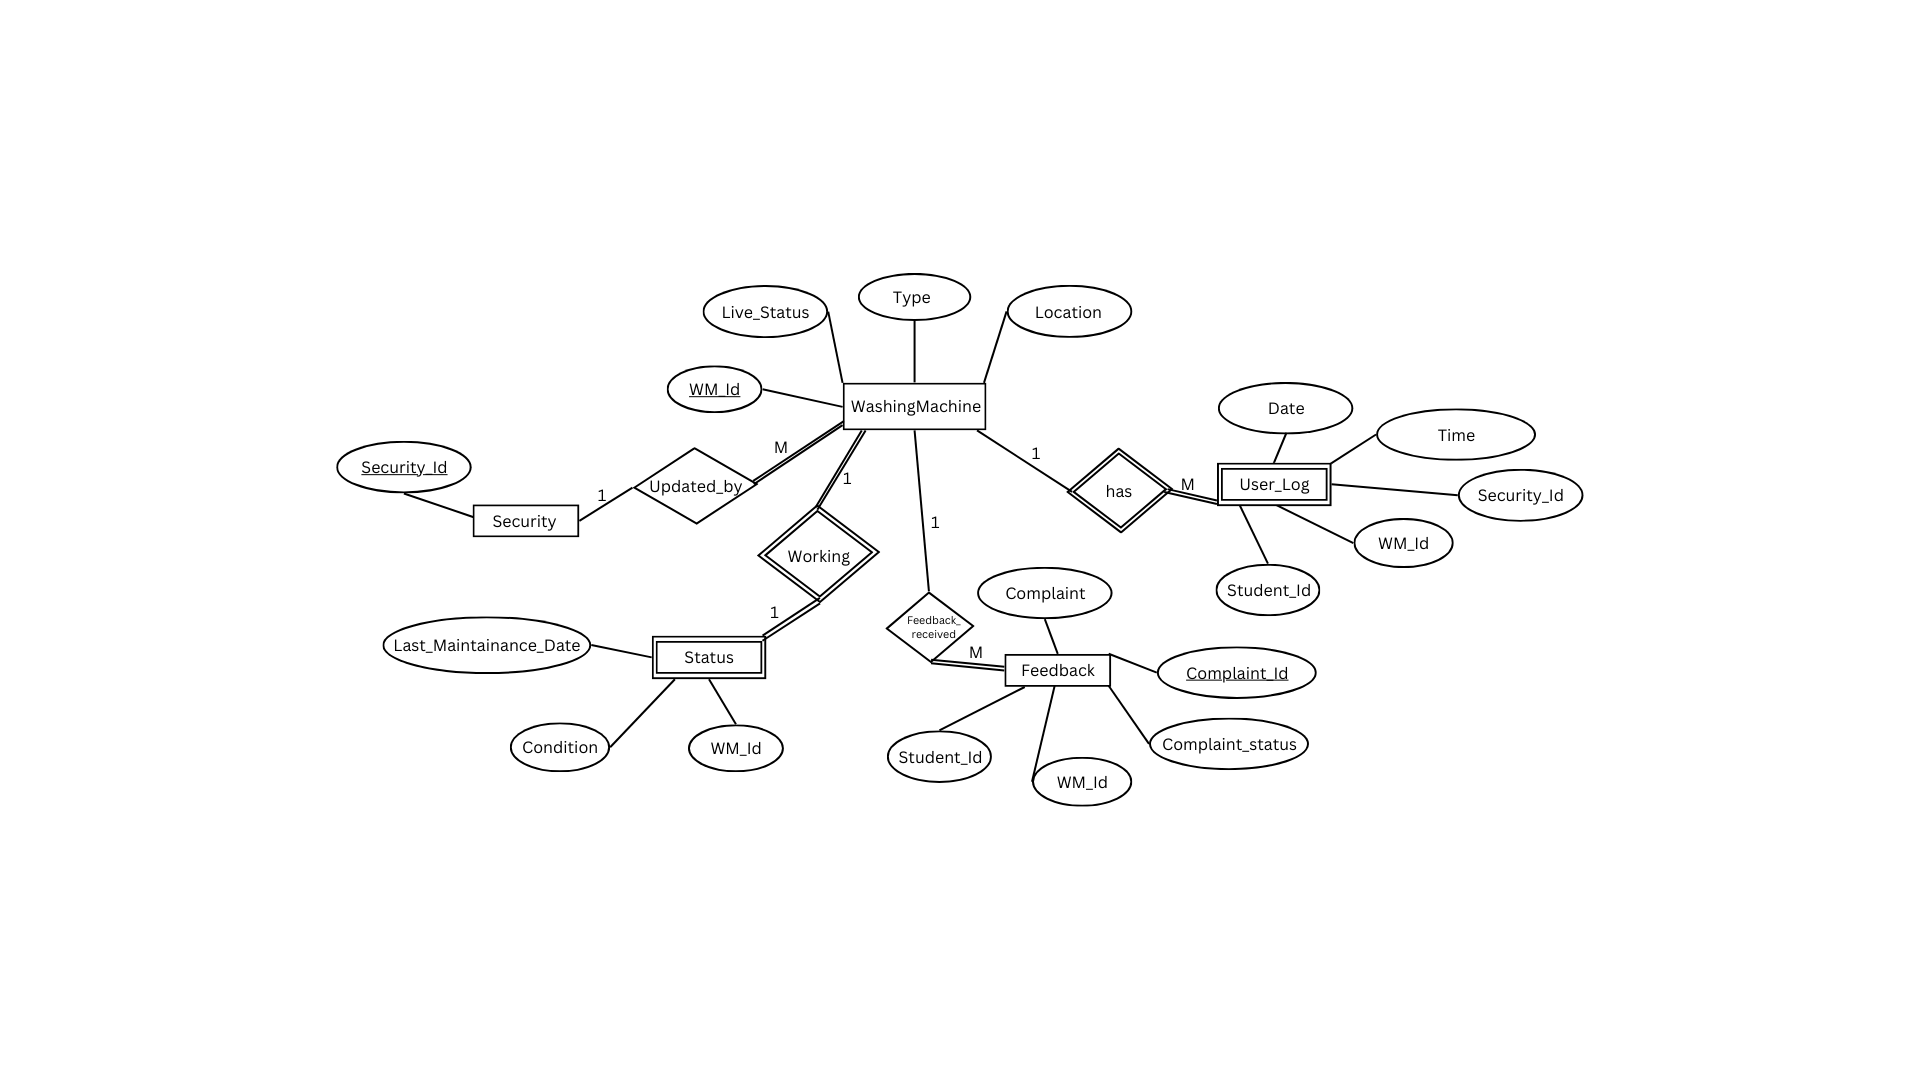 Type
Live_Status
Location
WM_Id
WashingMachine
Date
Time
M
1
Security_Id
1
Updated_by
1
has
M
User_Log
Security_Id
1
Security
1
WM_Id
Working
Student_Id
Complaint
1
Feedback_
received
M
Last_Maintainance_Date
Status
Feedback
Complaint_Id
Condition
WM_Id
Student_Id
WM_Id
Complaint_status